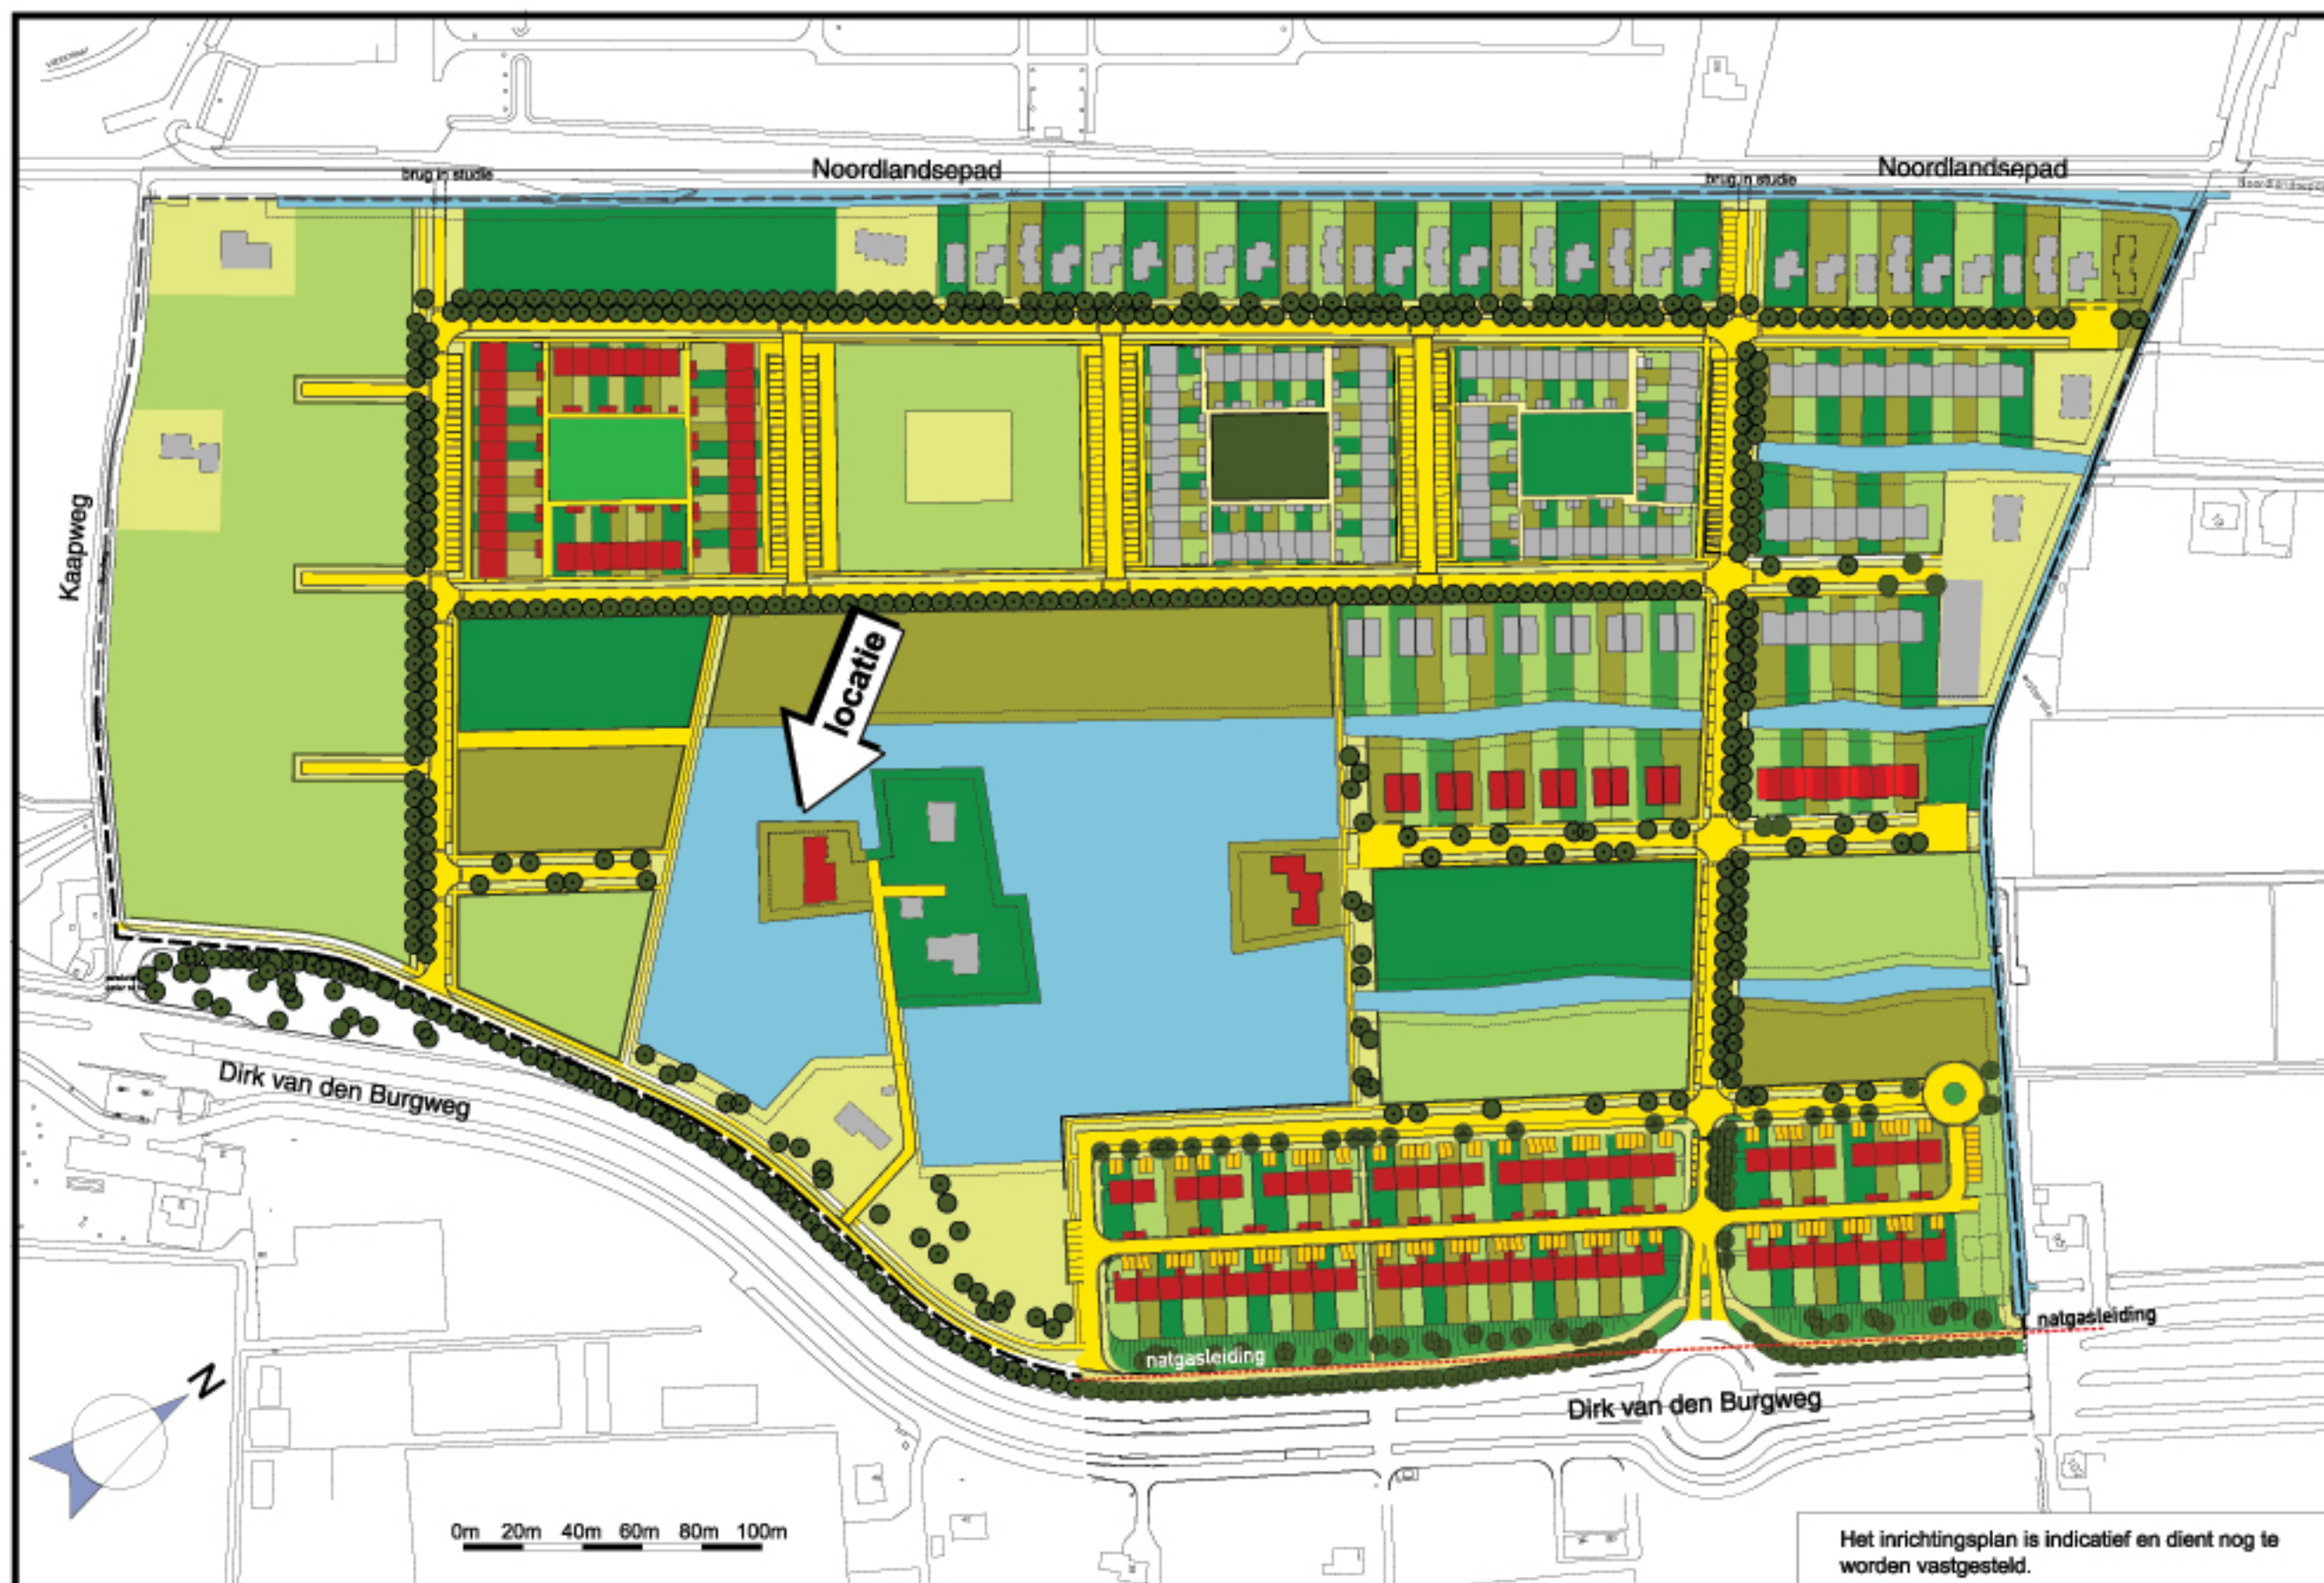 Noordlandsepad
Noordlandsepad
brug in studie
brug in studie
Kaapweg
locatie
Dirk van den Burgweg
natgasleiding
natgasleiding
Dirk van den Burgweg
N
0m 20m 40m 60m 80m 100m
Het inrichtingsplan is indicatief en dient nog te
worden vastgesteld.